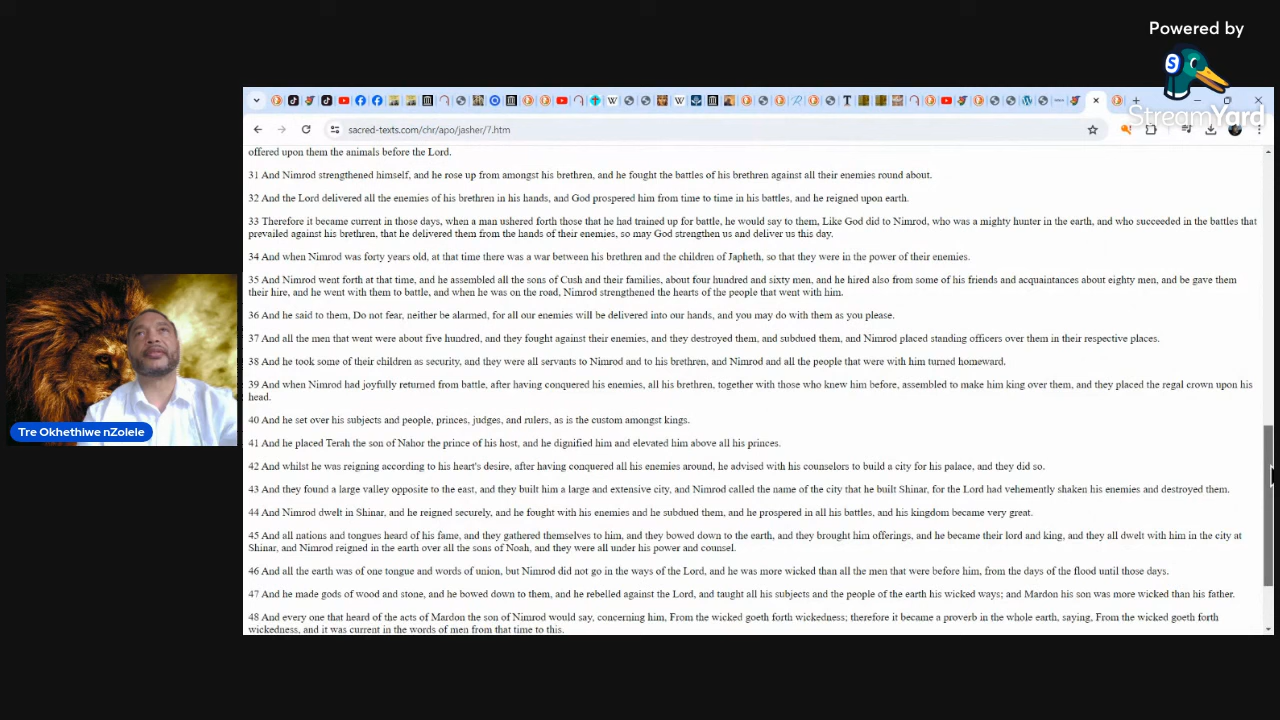 Powered by
StreamYard
sacred-texts.com/chr/apo/jasher/7.htm
offered upon them the animals before the Lord.
31 And Nimrod strengthened himself, and he rose up from amongst his brethren, and he fought the battles of his brethren against all their enemies round about.
32 And the Lord delivered all the enemies of his brethren in his hands, and God prospered him from time to time in his battles, and he reigned upon earth.
33 Therefore it became current in those days, when a man ushered forth those that he had trained up for battle, he would say to them, Like God did to Nimrod, who was a mighty hunter in the earth, and who succeeded in the battles that
prevailed against his brethren, that he delivered them from the hands of their enemies, so may God strengthen us and deliver us this day.
34 And when Nimrod was forty years old, at that time there was a war between his brethren and the children of Japheth, so that they were in the power of their enemies.
35 And Nimrod went forth at that time, and he assembled all the sons of Cush and their families, about four hundred and sixty men, and he hired also from some of his friends and acquaintances about eighty men, and be gave them
their hire, and he went with them to battle, and when he was on the road, Nimrod strengthened the hearts of the people that went with him.
36 And he said to them, Do not fear, neither be alarmed, for all our enemies will be delivered into our hands, and you may do with them as you please.
37 And all the men that went were about five hundred, and they fought against their enemies, and they destroyed them, and subdued them, and Nimrod placed standing officers over them in their respective places.
38 And he took some of their children as security, and they were all servants to Nimrod and to his brethren, and Nimrod and all the people that were with him turned homeward.
39 And when Nimrod had joyfully returned from battle, after having conquered his enemies, all his brethren, together with those who knew him before, assembled to make him king over them, and they placed the regal crown upon his
head.
40 And he set over his subjects and people, princes, judges, and rulers, as is the custom amongst kings.
41 And he placed Terah the son of Nahor the prince of his host, and he dignified him and elevated him above all his princes.
42 And whilst he was reigning according to his heart's desire, after having conquered all his enemies around, he advised with his counselors to build a city for his palace, and they did so.
43 And they found a large valley opposite to the east, and they built him a large and extensive city, and Nimrod called the name of the city that he built Shinar, for the Lord had vehemently shaken his enemies and destroyed them.
44 And Nimrod dwelt in Shinar, and he reigned securely, and he fought with his enemies and he subdued them, and he prospered in all his battles, and his kingdom became very great.
45 And all nations and tongues heard of his fame, and they gathered themselves to him, and they bowed down to the earth, and they brought him offerings, and he became their lord and king, and they all dwelt with him in the city at
Shinar, and Nimrod reigned in the earth over all the sons of Noah, and they were all under his power and counsel.
46 And all the earth was of one tongue and words of union, but Nimrod did not go in the ways of the Lord, and he was more wicked than all the men that were before him, from the days of the flood until those days.
47 And he made gods of wood and stone, and he bowed down to them, and he rebelled against the Lord, and taught all his subjects and the people of the earth his wicked ways; and Mardon his son was more wicked than his father.
48 And every one that heard of the acts of Mardon the son of Nimrod would say, concerning him, From the wicked goeth forth wickedness; therefore it became a proverb in the whole earth, saying, From the wicked goeth forth
wickedness, and it was current in the words of men from that time to this.
Tre Okhethiwe nZolele